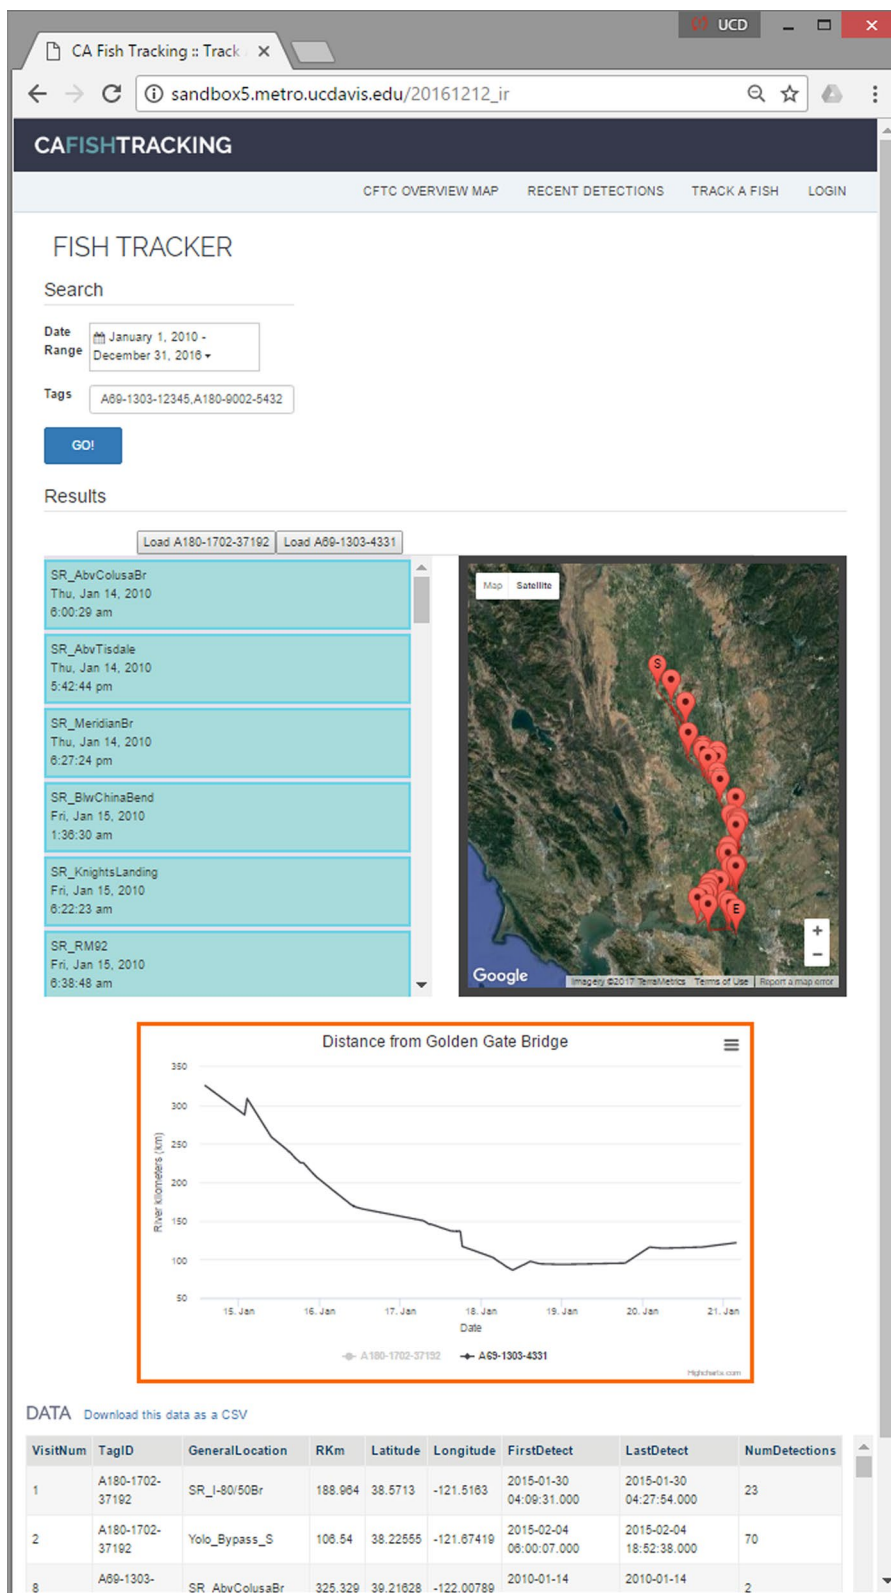 UCD
CA Fish Tracking :: Track
sandbox5.metro.ucdavis.edu/20161212_ir
CAFISHTRACKING
CFTC OVERVIEW MAP RECENT DETECTIONS TRACK A FISH LOGIN
FISH TRACKER
Search
Date Range
January 1, 2010 -
December 31, 2016
Tags
A69-1303-12345,A180-9002-5432
GO!
Results
Load A180-1702-37192 Load A69-1303-4331
SR_AbvColusaBr
Thu, Jan 14, 2010
6:00:29 am
SR_AbvTisdale
Thu, Jan 14, 2010
5:42:44 pm
SR_MeridianBr
Thu, Jan 14, 2010
6:27:24 pm
SR_BlwChinaBend
Fri, Jan 15, 2010
1:36:30 am
SR_KnightsLanding
Fri, Jan 15, 2010
6:22:23 am
SR_RM92
Fri, Jan 15, 2010
6:38:48 am
Map Satellite
S
E
+
−
Google
Imagery ©2017 TerraMetrics Terms of Use Report a map error
Distance from Golden Gate Bridge
River kilometers (km)
350
300
250
200
150
100
50
15. Jan 16. Jan 17. Jan 18. Jan 19. Jan 20. Jan 21. Jan
Date
A180-1702-37192 A69-1303-4331
Highcharts.com
DATA Download this data as a CSV
VisitNum TagID GeneralLocation RKm Latitude Longitude FirstDetect LastDetect NumDetections
1 A180-1702-37192 SR_I-80/50Br 188.964 38.5713 -121.5163 2015-01-30 04:09:31.000 2015-01-30 04:27:54.000 23
2 A180-1702-37192 Yolo_Bypass_S 106.54 38.22555 -121.67419 2015-02-04 06:00:07.000 2015-02-04 18:52:38.000 70
8 A69-1303- SR_AbvColusaBr 325.329 39.21628 -122.00789 2010-01-14 2010-01-14 2